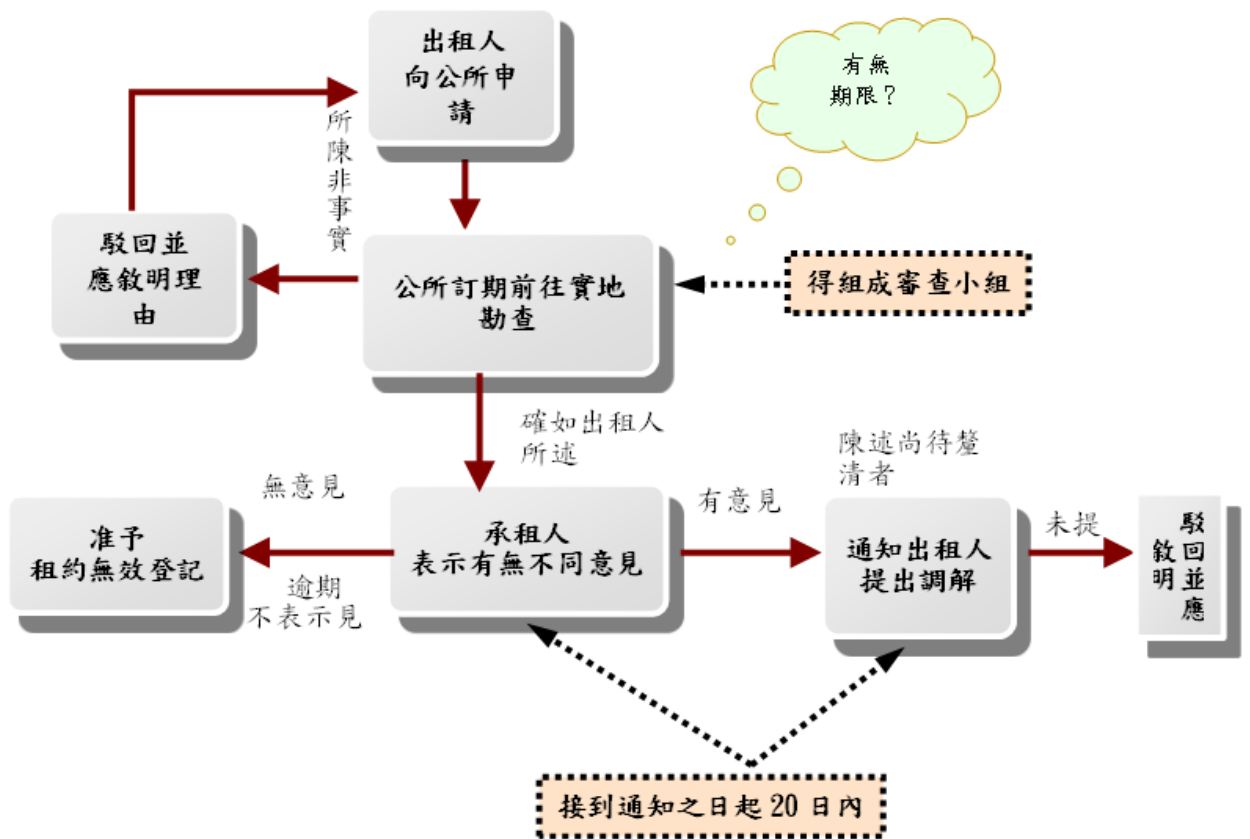 出租人
向公所申
請
有無
期限？
所陳非事實
駁回並
應敘明理
由
公所訂期前往實地
勘查
得組成審查小組
確如出租人
所述
陳述尚待釐
清者
無意見
有意見
未提
准予
租約無效登記
承租人
表示有無不同意見
通知出租人
提出調解
駁回並應
敘明
逾期
不表示見
接到通知之日起 20 日內